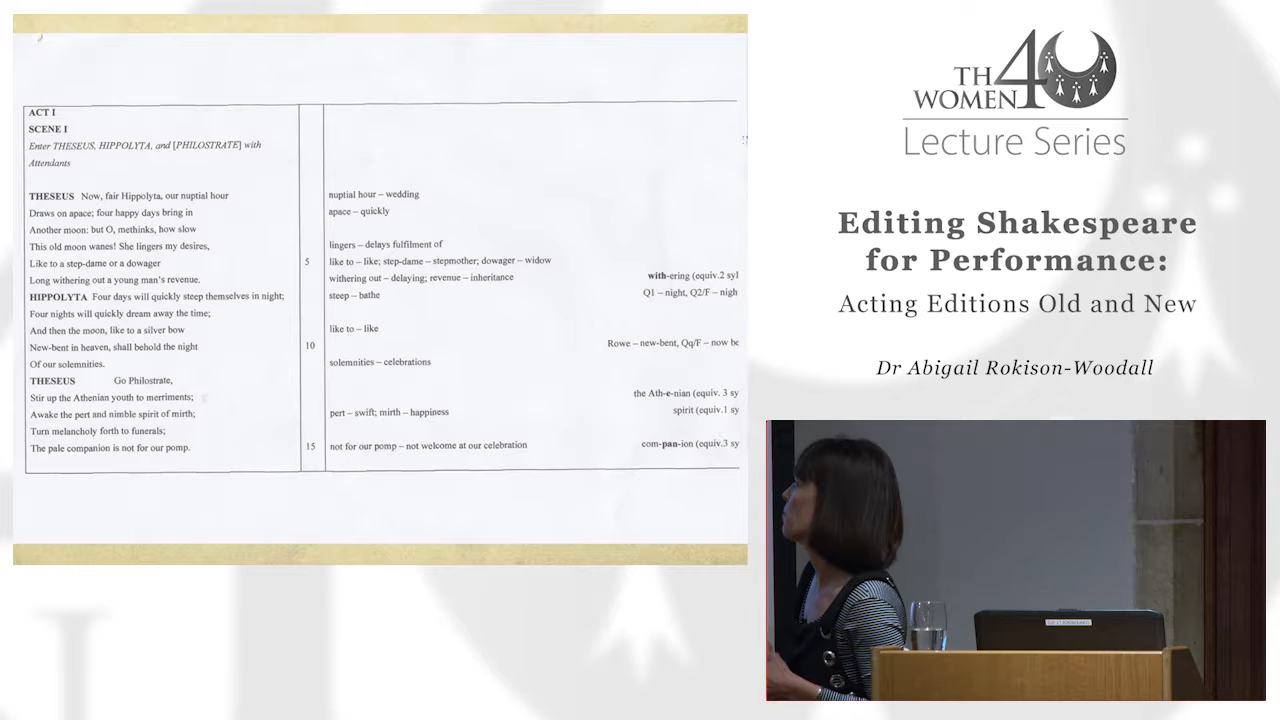 ACT I
SCENE I
Enter THESEUS, HIPPOLYTA, and [PHILOSTRATE] with
Attendants
THESEUS Now, fair Hippolyta, our nuptial hour
Draws on apace; four happy days bring in
Another moon: but O, methinks, how slow
This old moon wanes! She lingers my desires,
Like to a step-dame or a dowager
Long withering out a young man's revenue.
HIPPOLYTA Four days will quickly steep themselves in night;
Four nights will quickly dream away the time;
And then the moon, like to a silver bow
New-bent in heaven, shall behold the night
Of our solemnities.
THESEUS Go Philostrate,
Stir up the Athenian youth to merriments;
Awake the pert and nimble spirit of mirth;
Turn melancholy forth to funerals;
The pale companion is not for our pomp.
5
10
15
nuptial hour – wedding
apace – quickly
lingers – delays fulfilment of
like to – like; step-dame – stepmother; dowager – widow
withering out – delaying; revenue – inheritance
steep – bathe
like to – like
solemnities – celebrations
pert – swift; mirth – happiness
not for our pomp – not welcome at our celebration
with-ering (equiv.2 syl
Q1 – night, Q2/F – nigh
Rowe – new-bent, Qq/F – now be
the Ath-e-nian (equiv. 3 sy
spirit (equiv.1 sy
com-pan-ion (equiv.3 sy
TH
WOMEN40
Lecture Series
Editing Shakespeare
for Performance:
Acting Editions Old and New
Dr Abigail Rokison-Woodall